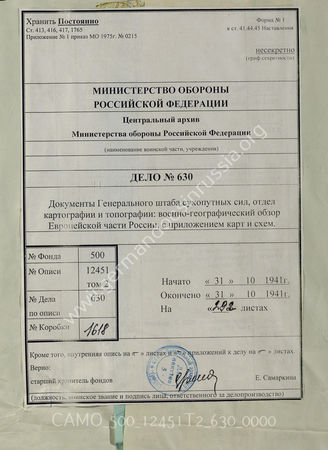 Хранить Постоянно
Ст. 413, 416, 417, 1765
Приложение № 1 приказ МО 1975г. № 0215
Форма № 1
к ст. 41,44,45 Наставления
несекретно
(гриф секретности)
МИНИСТЕРСТВО ОБОРОНЫ
РОССИЙСКОЙ ФЕДЕРАЦИИ
Центральный архив
Министерства обороны Российской Федерации
(наименование воинской части, учреждения)
ДЕЛО № 630
Документы Генерального штаба сухопутных сил, отдел
картографии и топографии: военно-географический обзор
Европейской части России, с приложением карт и схем.
№ Фонда 500
№ Описи 12451
том 2
№ Дела 630
по описи
№ Коробки 1618
Начато « 31 » 10 1941г.
Окончено « 31 » 10 1941г.
На «292» листах
Кроме того, внутренняя опись на листах и приложений к делу на листах
Верно:
старший хранитель фондов
Е. Самаркина
(должность, воинское звание и подпись лица, ответственного за делопроизводство)
www.germandocsinrussia.org
CAMO_500_12451T2_630_0000